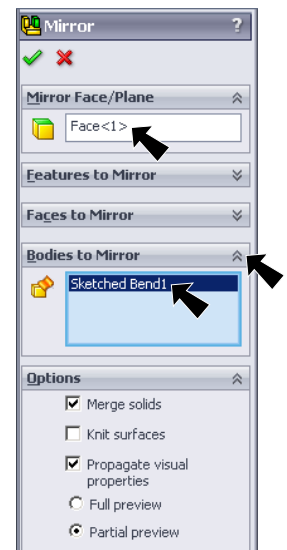 Mirror ?
Mirror Face/Plane
Face<1>
Features to Mirror
Faces to Mirror
Bodies to Mirror
Sketched Bend1
Options
Merge solids
Knit surfaces
Propagate visual
properties
Full preview
Partial preview